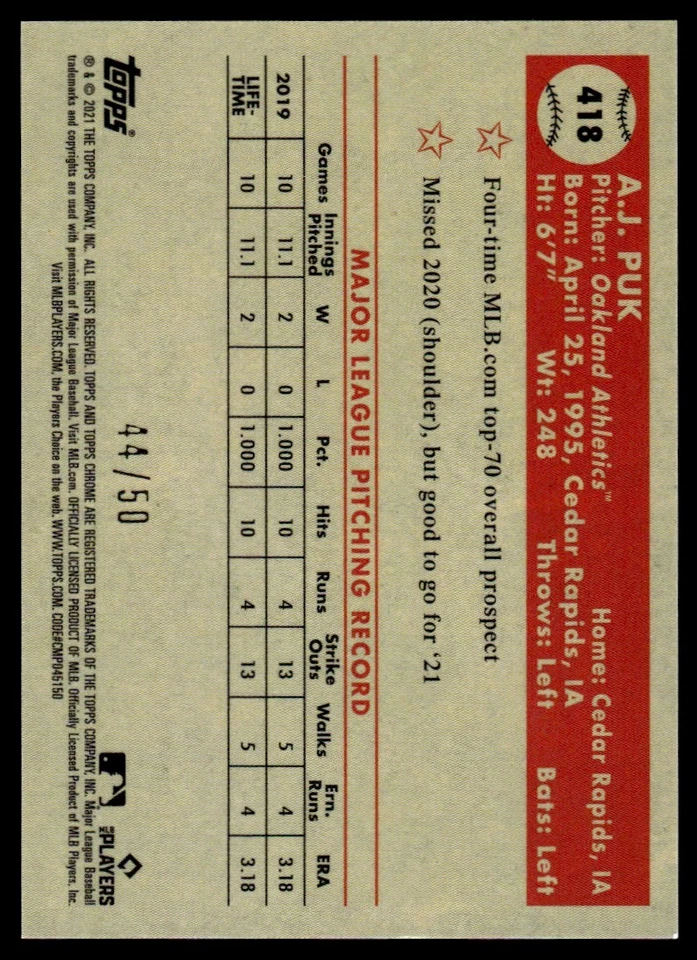 418
A.J. PUK
Pitcher: Oakland Athletics™ Home: Cedar Rapids, IA
Born: April 25, 1995, Cedar Rapids, IA
Ht: 6'7" Wt: 248 Throws: Left Bats: Left
Four-time MLB.com top-70 overall prospect
Missed 2020 (shoulder), but good to go for '21
MAJOR LEAGUE PITCHING RECORD
Games Innings Pitched W L Pct. Hits Runs Strike Outs Walks Ern. Runs ERA
2019 10 11.1 2 0 1.000 10 4 13 5 4 3.18
LIFE-TIME 10 11.1 2 0 1.000 10 4 13 5 4 3.18
44/50
topps®
MLB PLAYERS
® & © 2021 THE TOPPS COMPANY, INC. ALL RIGHTS RESERVED. TOPPS AND TOPPS CHROME ARE REGISTERED TRADEMARKS OF THE TOPPS COMPANY, INC. Major League Baseball
trademarks and copyrights are used with permission of Major League Baseball. Visit MLB.com. OFFICIALLY LICENSED PRODUCT OF MLB. Officially Licensed Product of MLB Players, Inc.
Visit MLBPLAYERS.COM, the Players Choice on the web. WWW.TOPPS.COM. CODE#CMP045150